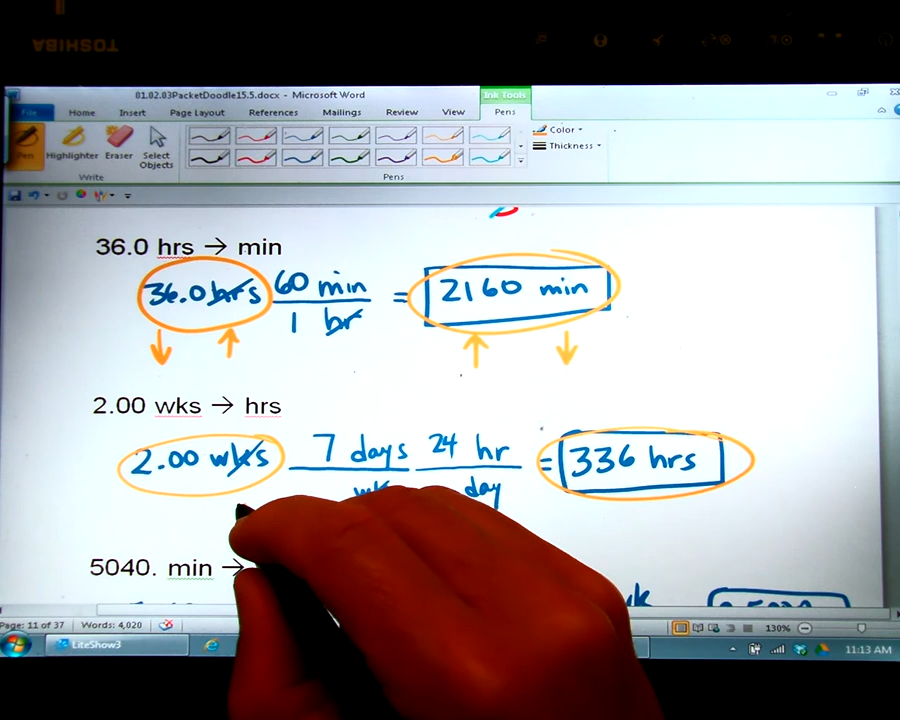 TOSHIBA
01.02.03PacketDoodle15.5.docx - Microsoft Word
Ink Tools
File Home Insert Page Layout References Mailings Review View Pens
Pen Highlighter Eraser Select Objects
Color
Thickness
Write Pens
36.0 hrs → min
36.0 hrs 60 min = 2160 min
1 hr
2.00 wks → hrs
2.00 wks 7 days 24 hr = 336 hrs
wk day
5040. min →
Page: 11 of 37 Words: 4,020 130%
LiteShow3 11:13 AM